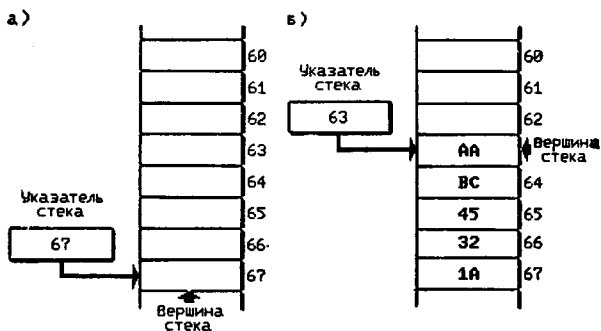 а)
60
61
62
63
64
65
66
67
Указатель
стека
67
Вершина
стека
Б)
60
61
62
Указатель
стека
63
AA
Вершина
стека
BC
64
45
65
32
66
1A
67